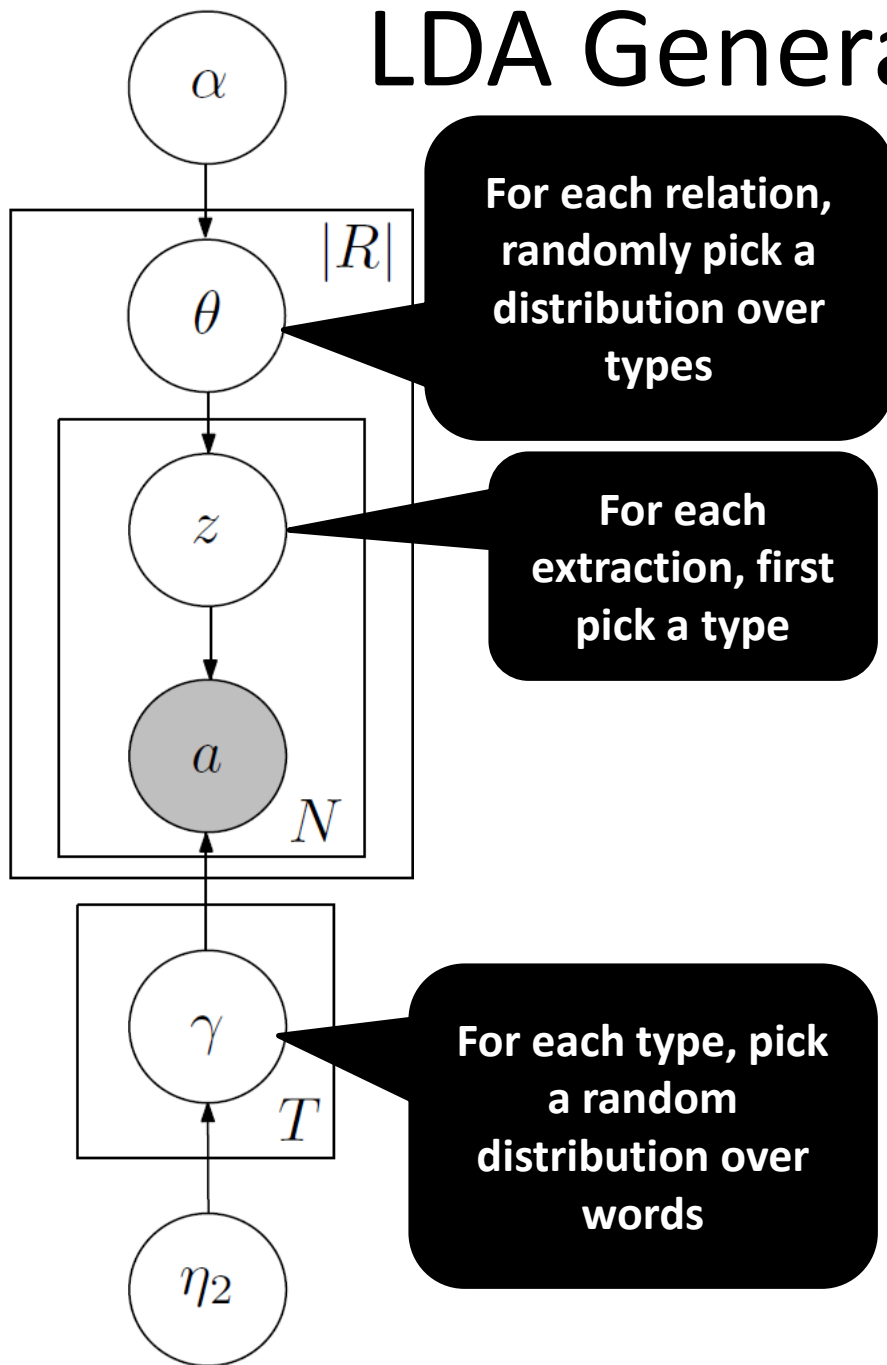 LDA Genera
α
For each relation,
randomly pick a
distribution over
types
|R|
θ
z
For each
extraction, first
pick a type
a
N
γ
For each type, pick
a random
distribution over
words
T
η₂